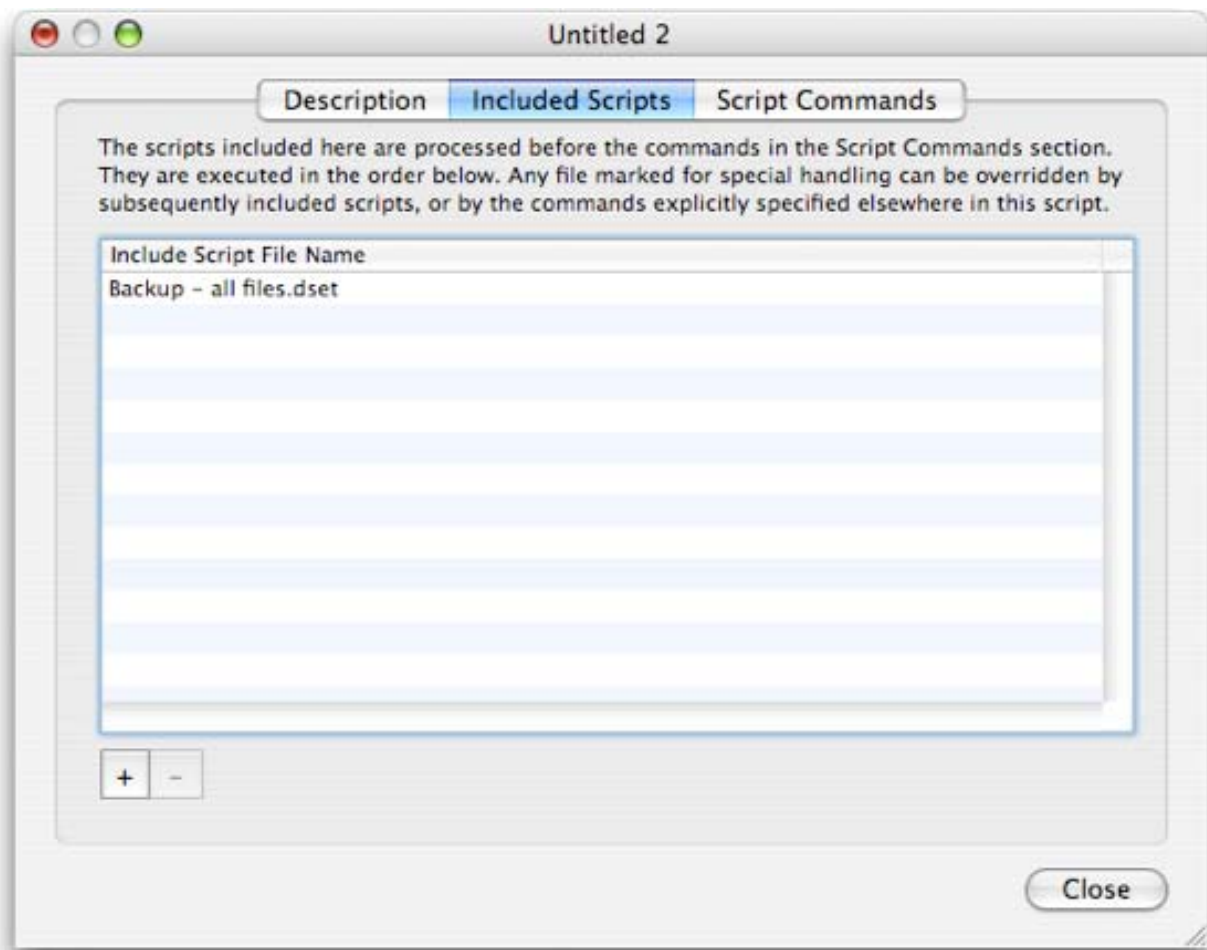 Untitled 2
Description Included Scripts Script Commands
The scripts included here are processed before the commands in the Script Commands section.
They are executed in the order below. Any file marked for special handling can be overridden by
subsequently included scripts, or by the commands explicitly specified elsewhere in this script.
Include Script File Name
Backup – all files.dset
+ –
Close